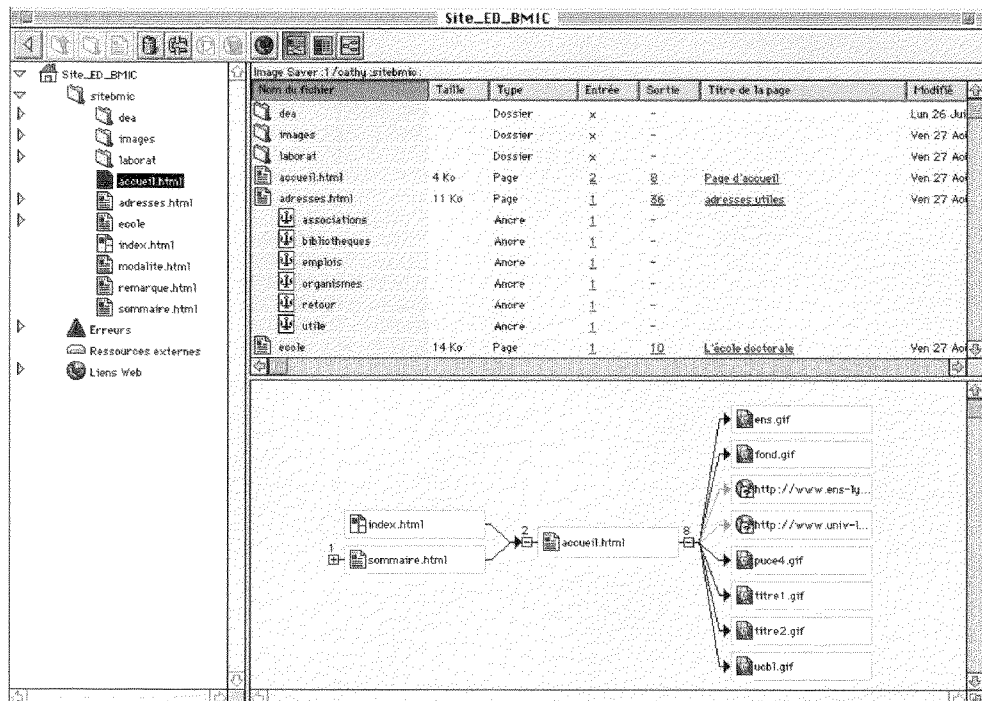 Site_ED_BMIC
Site_ED_BMIC
sitebmic
dea
images
laborat
accueil.html
adresses.html
ecole
index.html
modalite.html
remarque.html
sommaire.html
Erreurs
Ressources externes
Liens Web
Image Saver :1 /cathy :sitebmic:
Nom du fichier Taille Type Entrée Sortie Titre de la page Modifié
dea Dossier x - Lun 26 Jui
images Dossier x - Ven 27 Aoû
laborat Dossier x - Ven 27 Aoû
accueil.html 4 Ko Page 2 8 Page d'accueil Ven 27 Aoû
adresses.html 11 Ko Page 1 36 adresses utiles Ven 27 Aoû
associations Ancre 1 -
bibliotheques Ancre 1 -
emplois Ancre 1 -
organismes Ancre 1 -
retour Ancre 1 -
utile Ancre 1 -
ecole 14 Ko Page 1 10 L'école doctorale Ven 27 Aoû
index.html
1 sommaire.html
2 accueil.html 8
ens.gif
fond.gif
http://www.ens-ly...
http://www.univ-l...
puce4.gif
titre1.gif
titre2.gif
ucb1.gif